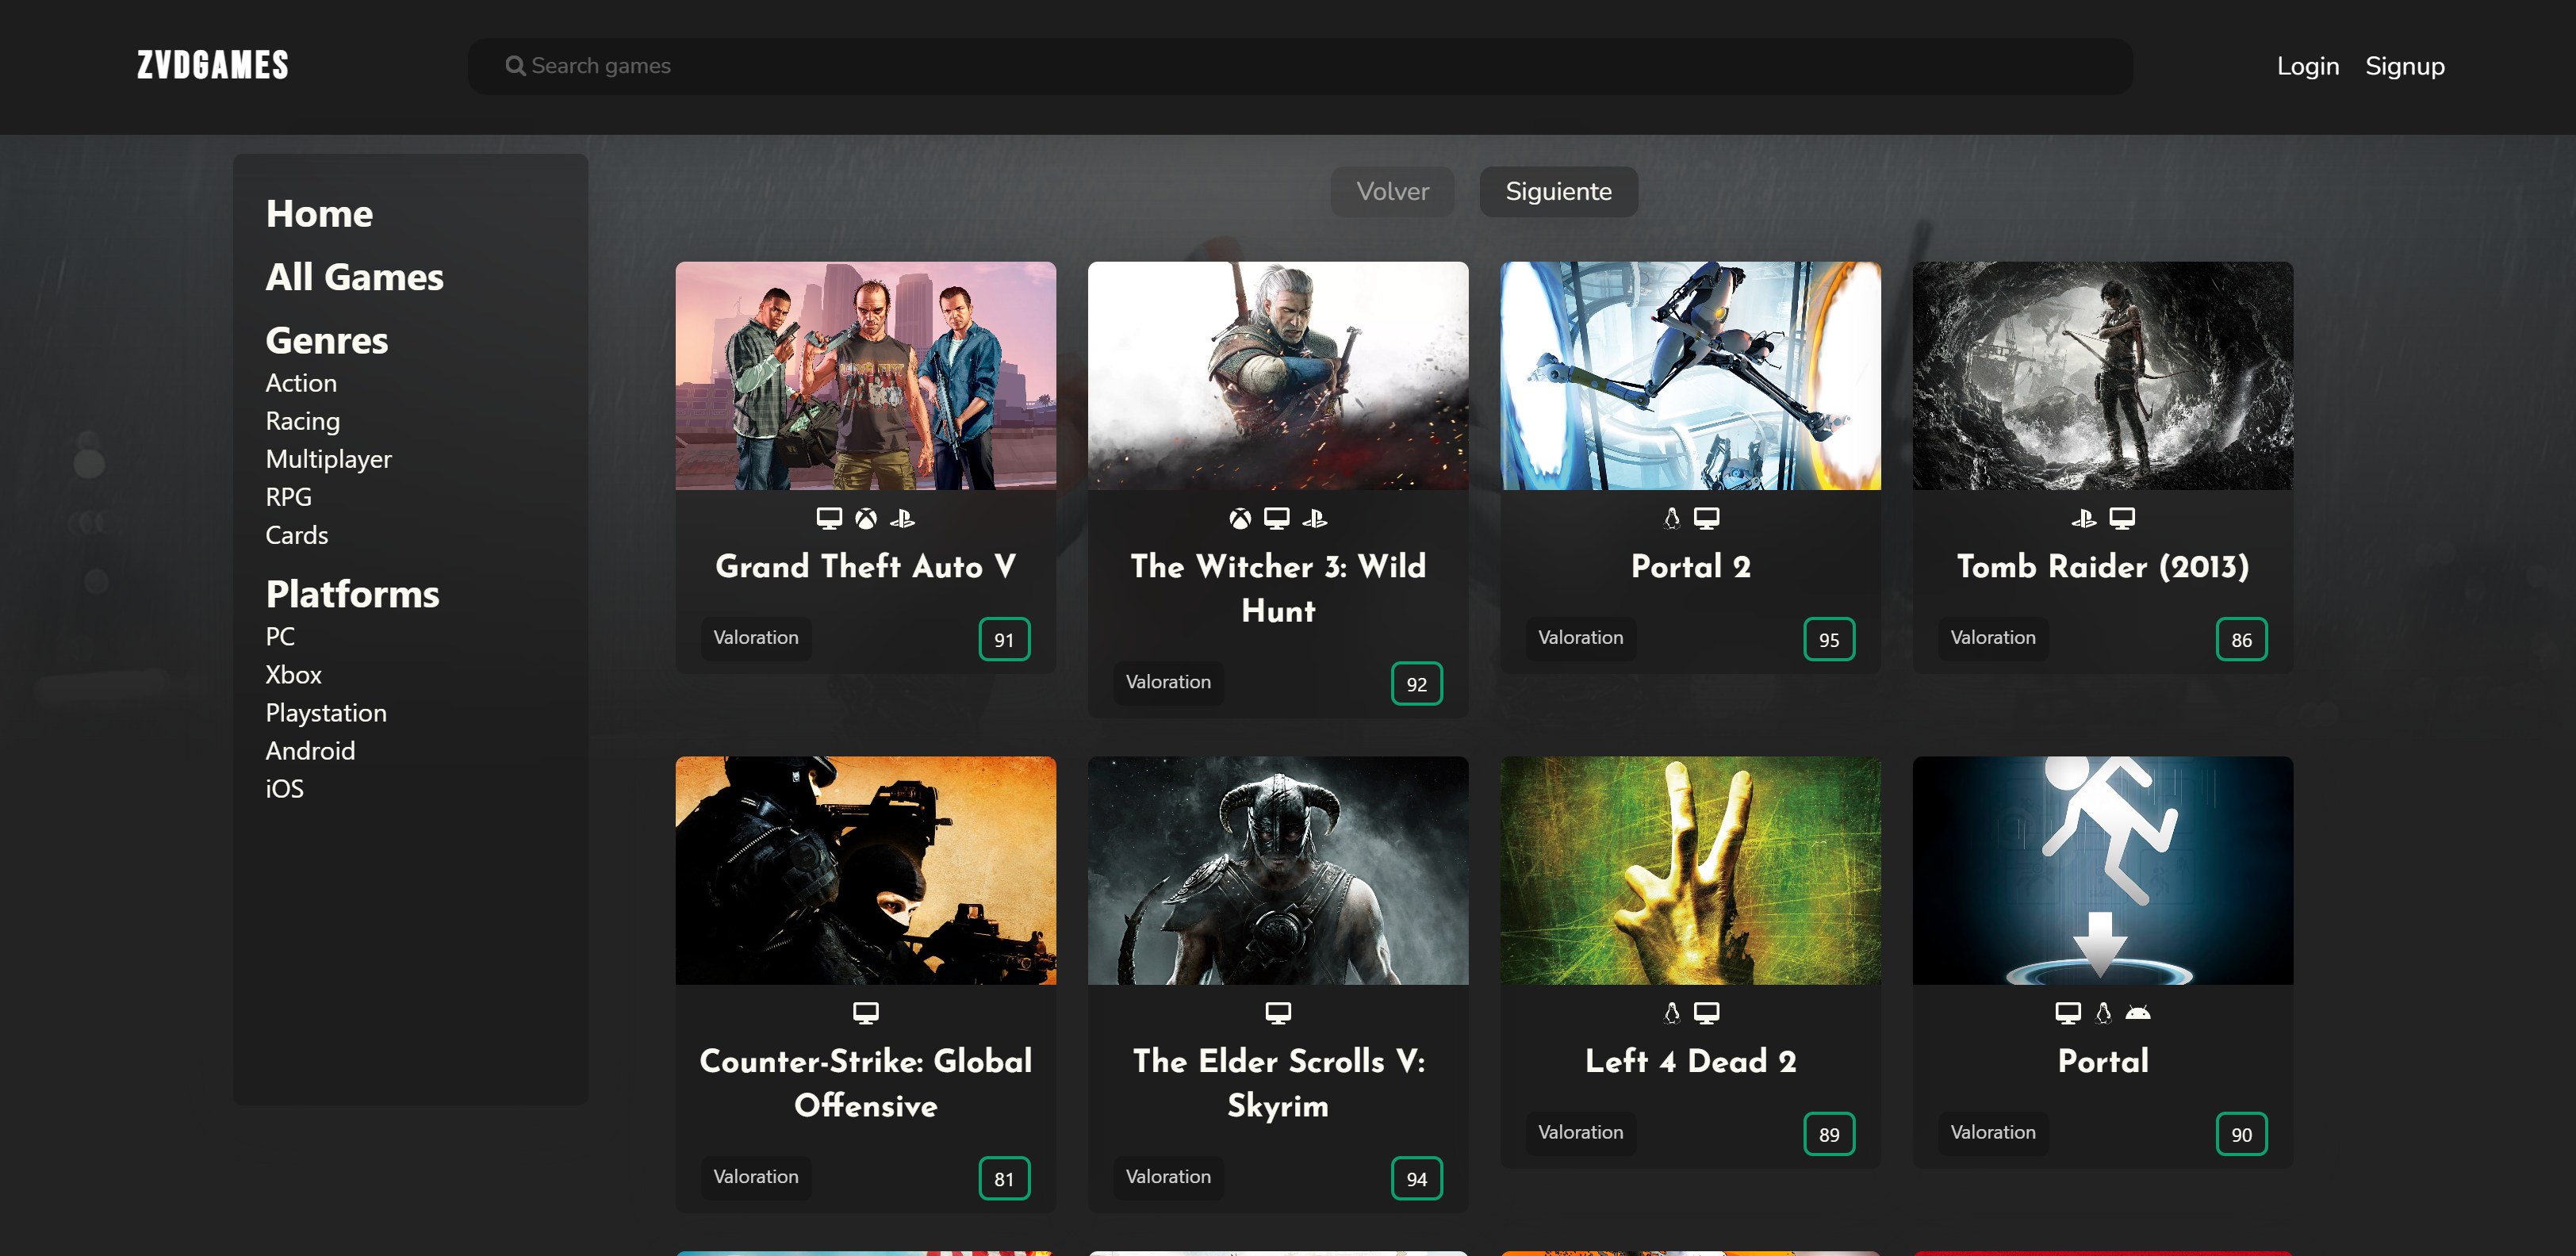 ZVDGAMES
Search games
Login Signup
Volver Siguiente
Home
All Games
Genres
Action
Racing
Multiplayer
RPG
Cards
Platforms
PC
Xbox
Playstation
Android
iOS
Grand Theft Auto V
Valoration 91
The Witcher 3: Wild
Hunt
Valoration 92
Portal 2
Valoration 95
Tomb Raider (2013)
Valoration 86
Counter-Strike: Global
Offensive
Valoration 81
The Elder Scrolls V:
Skyrim
Valoration 94
Left 4 Dead 2
Valoration 89
Portal
Valoration 90